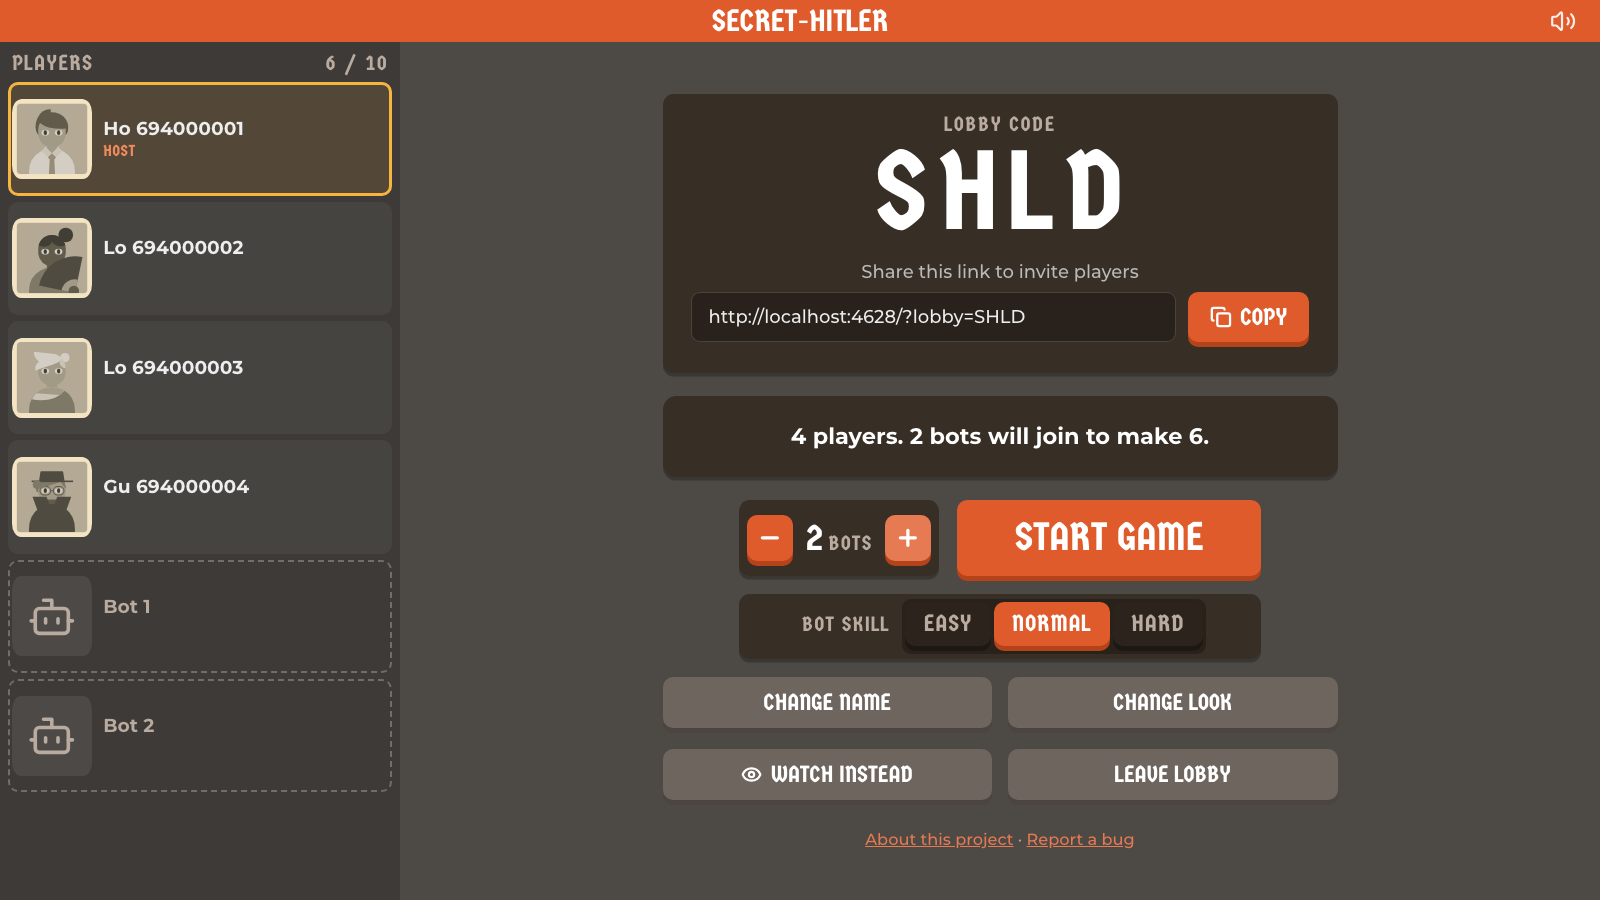 SECRET-HITLER
PLAYERS 6 / 10
Ho 694000001
HOST
Lo 694000002
Lo 694000003
Gu 694000004
Bot 1
Bot 2
LOBBY CODE
SHLD
Share this link to invite players
http://localhost:4628/?lobby=SHLD COPY
4 players. 2 bots will join to make 6.
2 BOTS START GAME
BOT SKILL EASY NORMAL HARD
CHANGE NAME CHANGE LOOK
WATCH INSTEAD LEAVE LOBBY
About this project · Report a bug